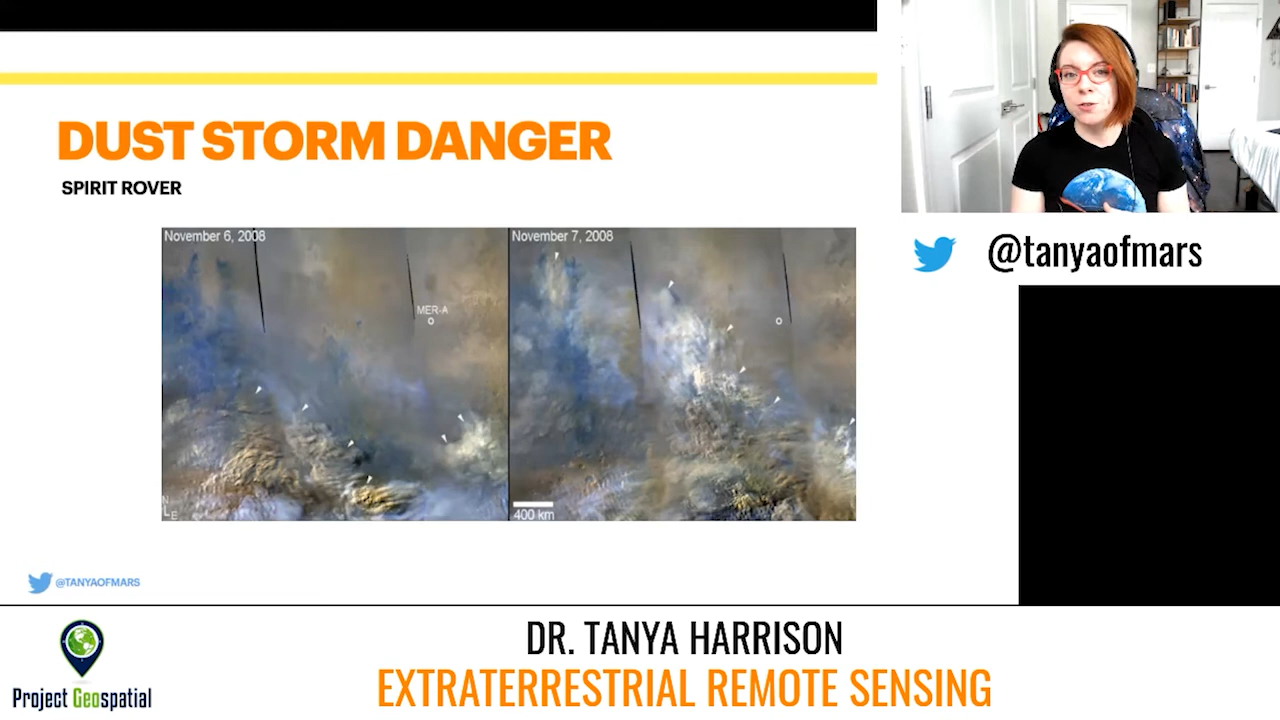 DUST STORM DANGER
SPIRIT ROVER
November 6, 2008
November 7, 2008
MER-A
N
E
400 km
@TANYAOFMARS
@tanyaofmars
DR. TANYA HARRISON
EXTRATERRESTRIAL REMOTE SENSING
Project Geospatial